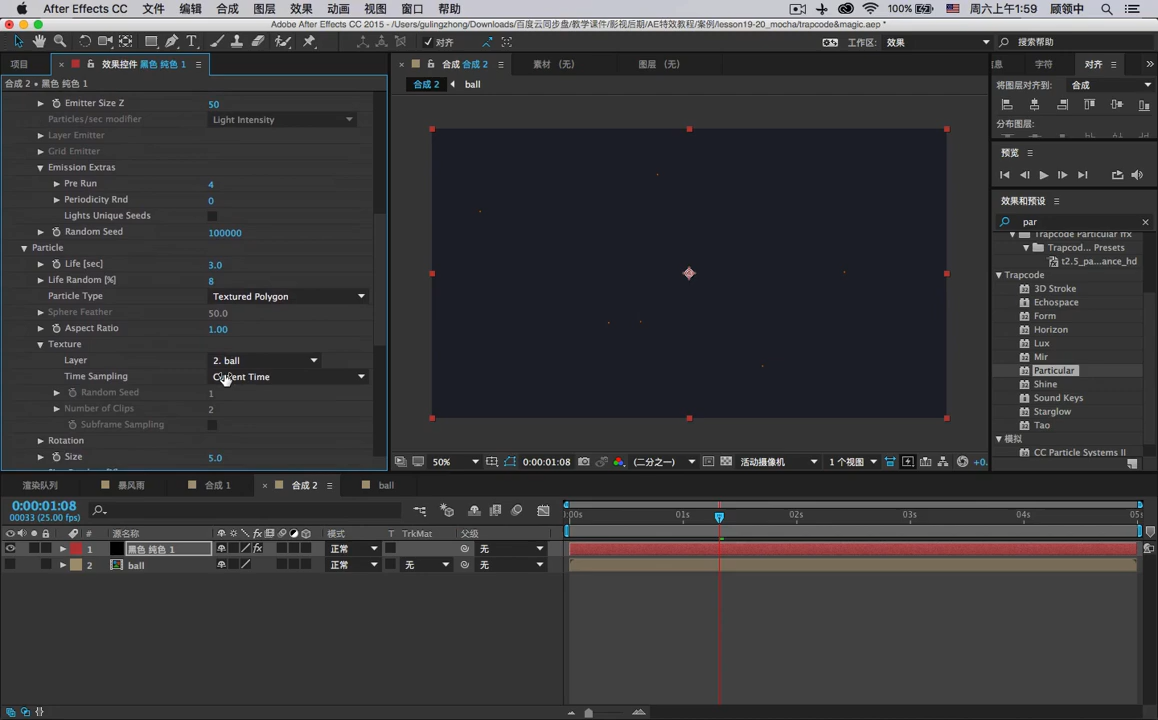 After Effects CC 文件 编辑 合成 图层 效果 动画 视图 窗口 帮助 100% 周六上午1:59 顾领中
Adobe After Effects CC 2015 - /Users/gulingzhong/Downloads/百度云同步盘/教学课件/影视后期/AE特效教程/案例/lesson19-20_mocha/trapcode&magic.aep *
对齐 工作区: 效果 搜索帮助
项目 效果控件 黑色 纯色 1 合成 合成 2 素材 (无) 图层 (无) 息 字符 对齐
合成 2 • 黑色 纯色 1
合成 2 ball
将图层对齐到: 合成
分布图层:
预览
效果和预设
par
Trapcode Particular ffx
Trapcod... Presets
t2.5_pa...ance_hd
Trapcode
3D Stroke
Echospace
Form
Horizon
Lux
Mir
Particular
Shine
Sound Keys
Starglow
Tao
模拟
CC Particle Systems II
Emitter Size Z 50
Particles/sec modifier Light Intensity
Layer Emitter
Grid Emitter
Emission Extras
Pre Run 4
Periodicity Rnd 0
Lights Unique Seeds
Random Seed 100000
Particle
Life [sec] 3.0
Life Random [%] 8
Particle Type Textured Polygon
Sphere Feather 50.0
Aspect Ratio 1.00
Texture
Layer 2. ball
Time Sampling Current Time
Random Seed 1
Number of Clips 2
Subframe Sampling
Rotation
Size 5.0
50% 0:00:01:08 (二分之一) 活动摄像机 1 个视图 +0.
渲染队列 暴风雨 合成 1 合成 2 ball
0:00:01:08
00033 (25.00 fps)
# 源名称 模式 T TrkMat 父级
:00s 01s 02s 03s 04s 05s
1 黑色 纯色 1 正常 无
2 ball 正常 无 无